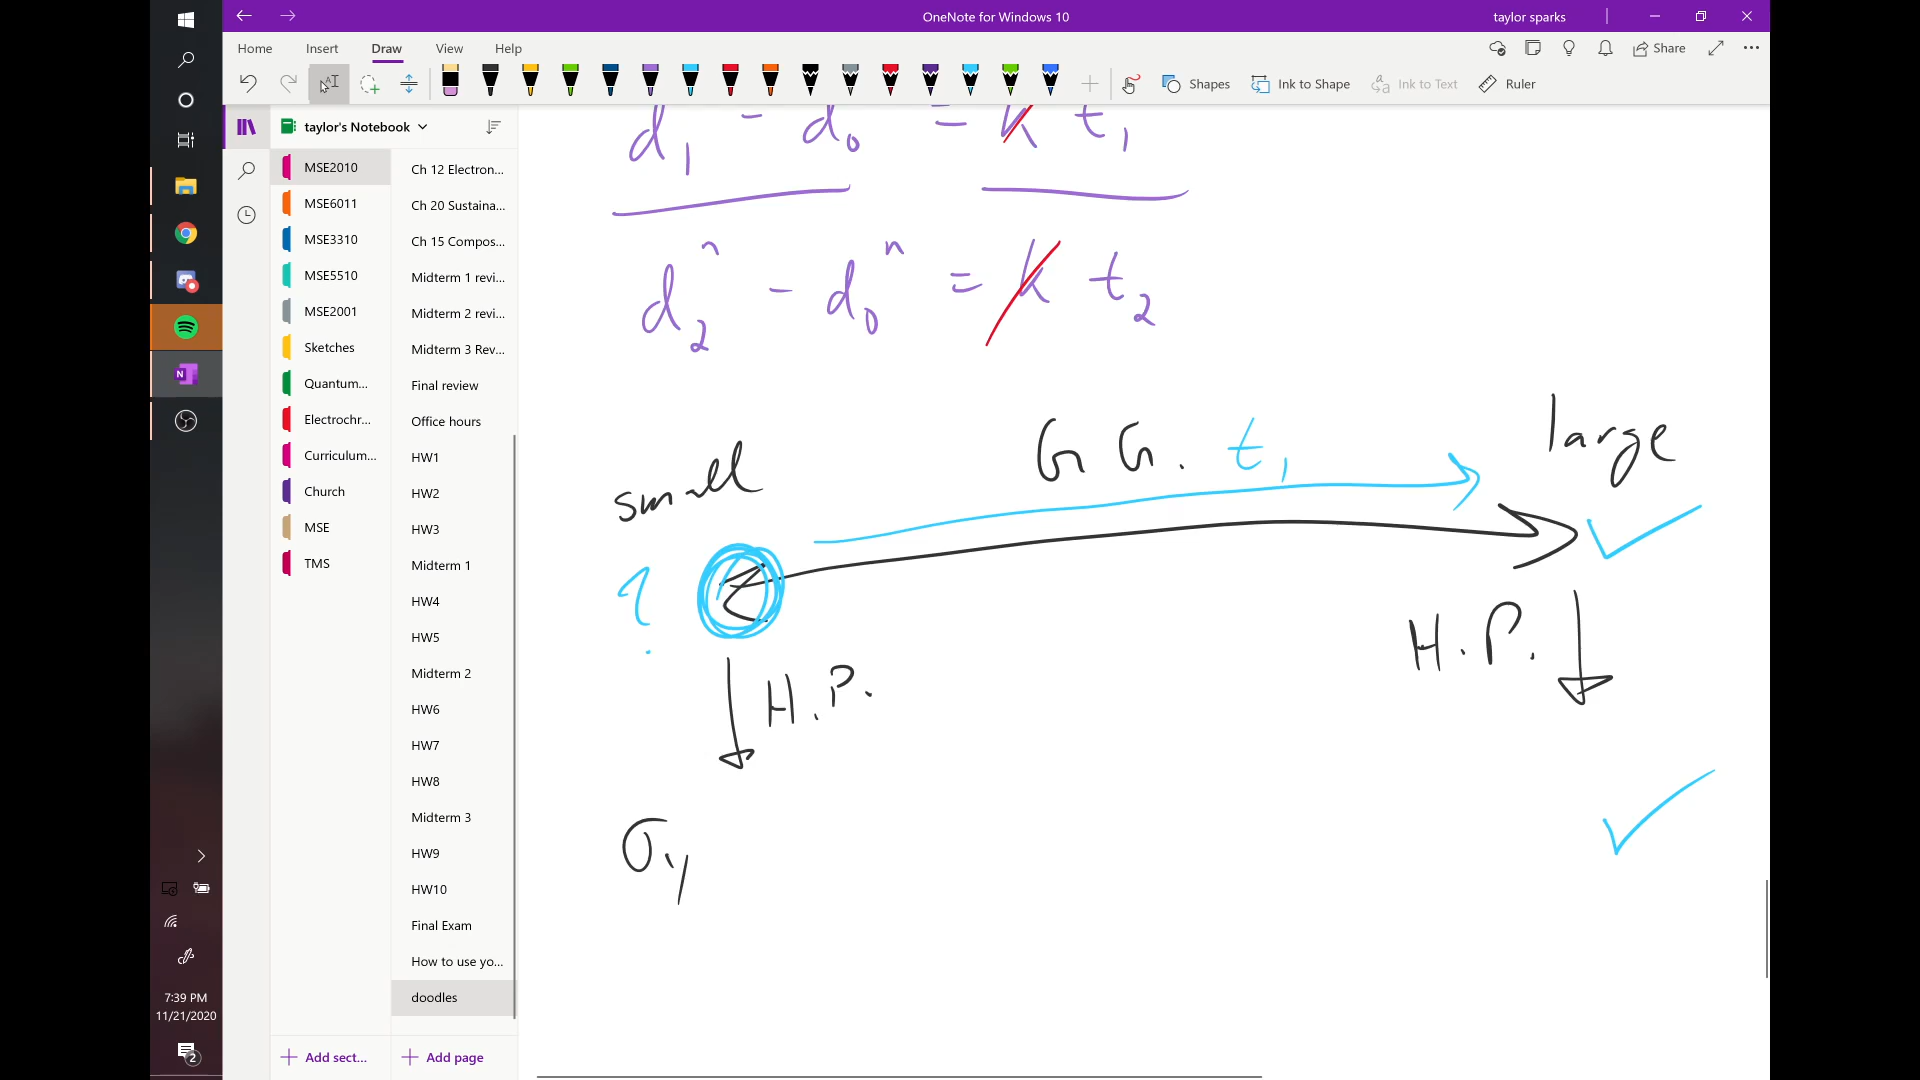 OneNote for Windows 10
taylor sparks
Home Insert Draw View Help
Share
Shapes Ink to Shape Ink to Text Ruler
taylor's Notebook
MSE2010
MSE6011
MSE3310
MSE5510
MSE2001
Sketches
Quantum...
Electrochr...
Curriculum...
Church
MSE
TMS
Ch 12 Electron...
Ch 20 Sustaina...
Ch 15 Compos...
Midterm 1 revi...
Midterm 2 revi...
Midterm 3 Rev...
Final review
Office hours
HW1
HW2
HW3
Midterm 1
HW4
HW5
Midterm 2
HW6
HW7
HW8
Midterm 3
HW9
HW10
Final Exam
How to use yo...
doodles
Add sect...
Add page
d₁ - d₀ = k t₁
d₂ⁿ - d₀ⁿ = k t₂
small
G G. t₁
large
?
H.P.
H.P.
σy
7:39 PM
11/21/2020
2